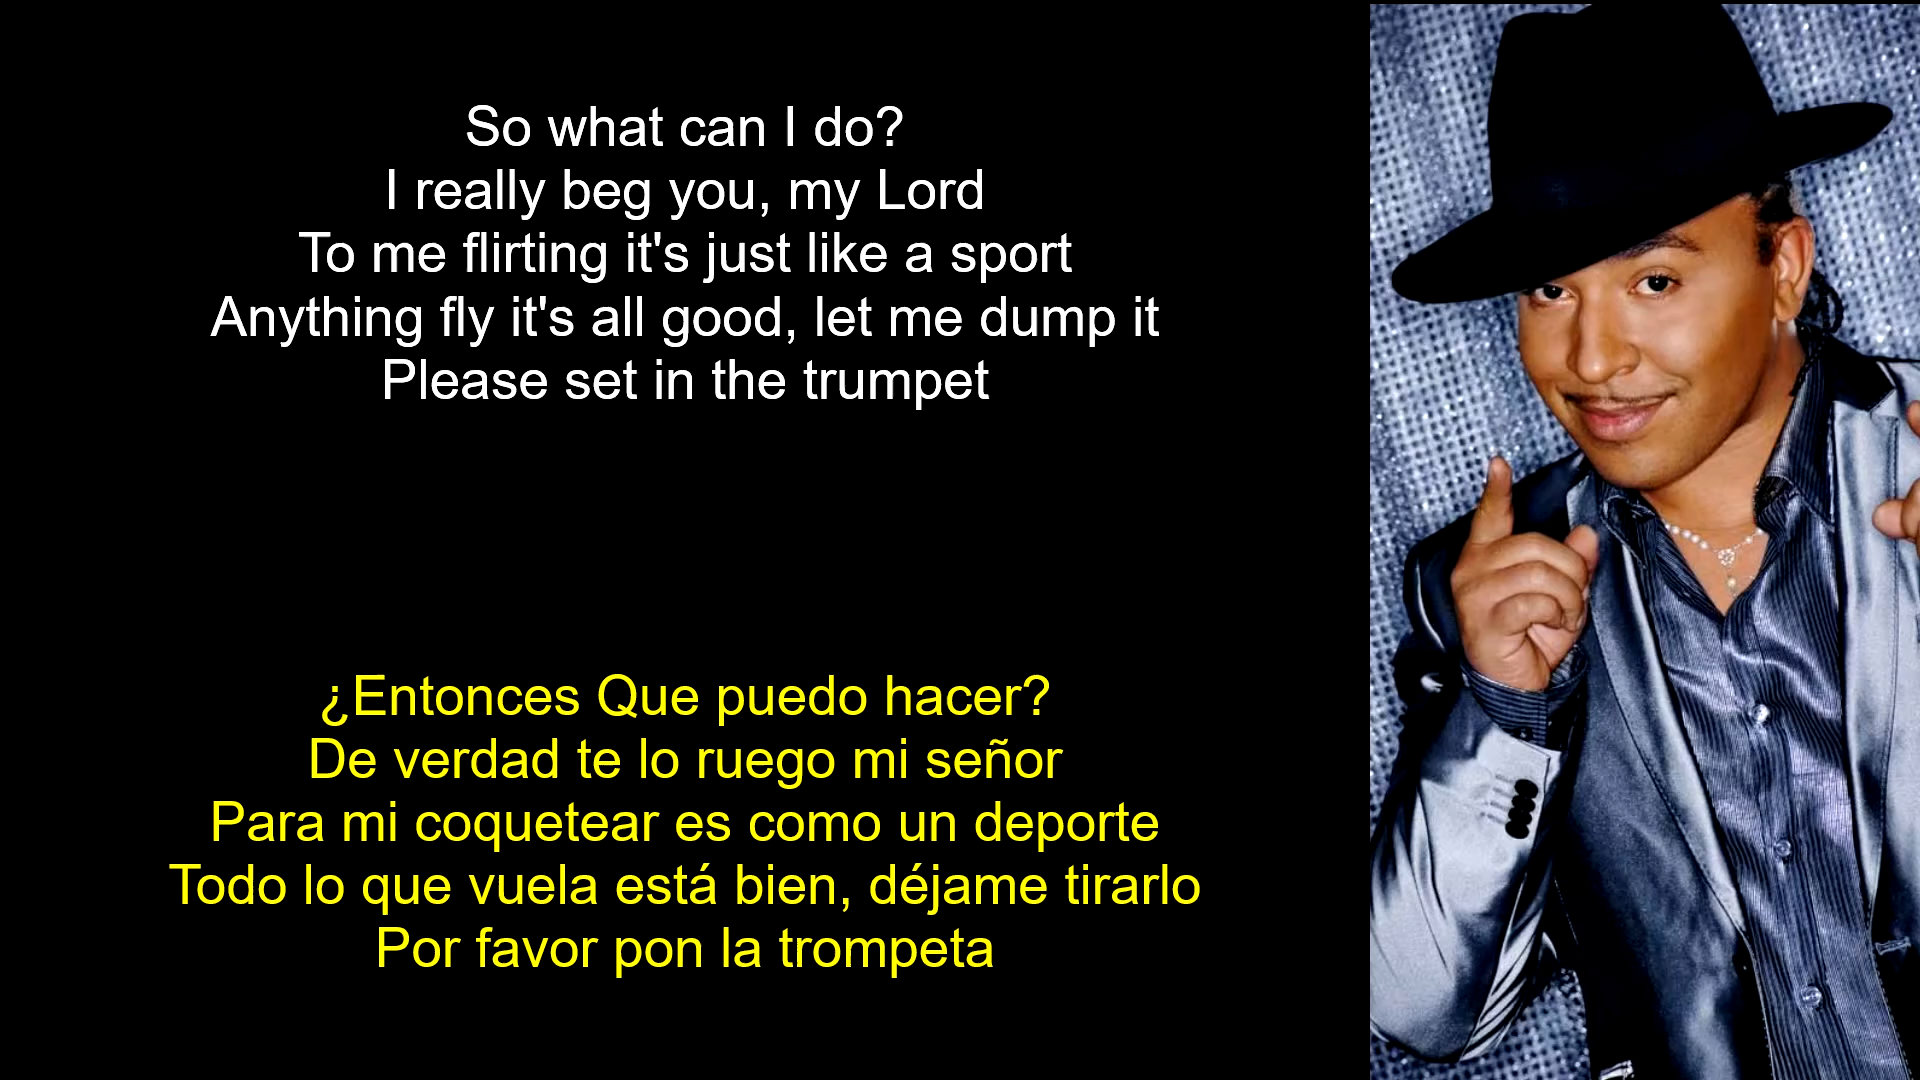 So what can I do?
I really beg you, my Lord
To me flirting it's just like a sport
Anything fly it's all good, let me dump it
Please set in the trumpet
¿Entonces Que puedo hacer?
De verdad te lo ruego mi señor
Para mi coquetear es como un deporte
Todo lo que vuela está bien, déjame tirarlo
Por favor pon la trompeta